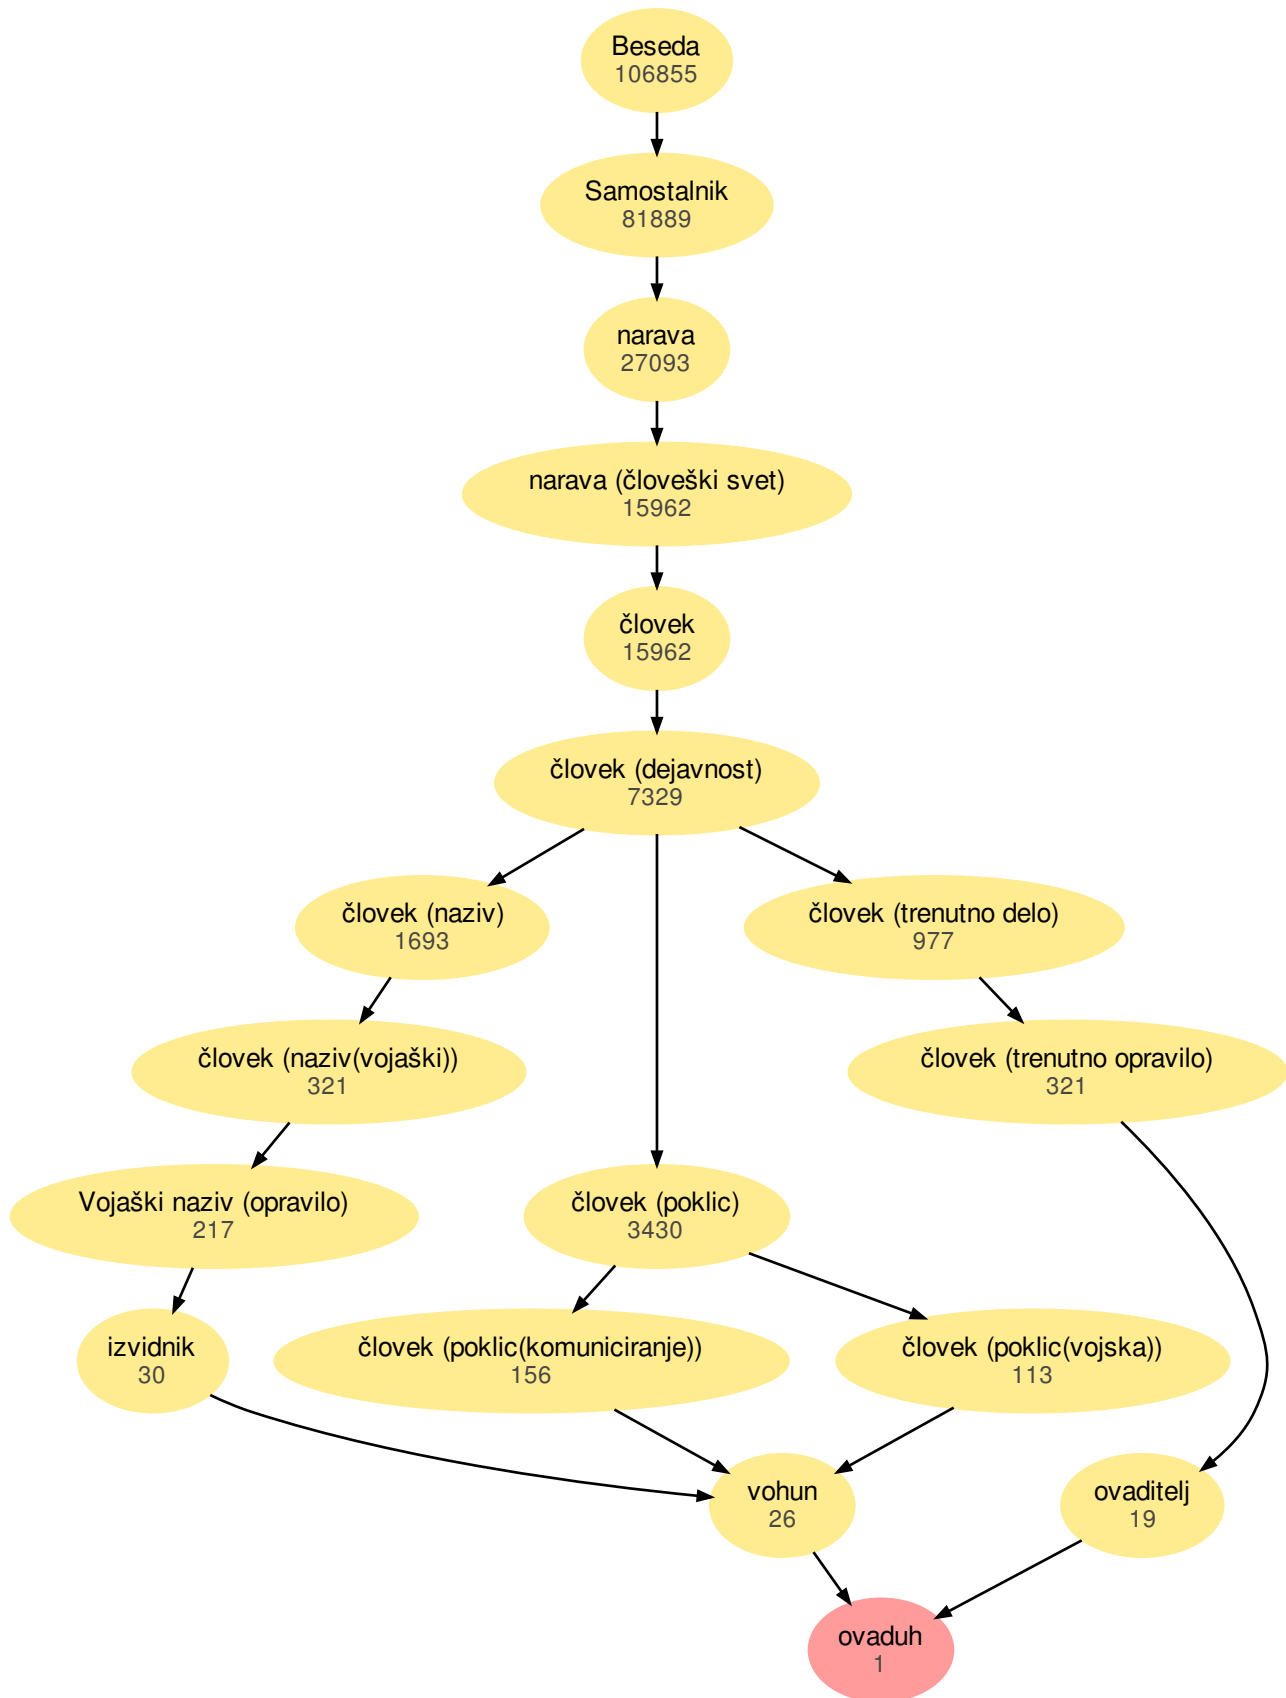 Beseda
106855
Samostalnik
81889
narava
27093
narava (človeški svet)
15962
človek
15962
človek (dejavnost)
7329
človek (naziv)
1693
človek (trenutno delo)
977
človek (naziv(vojaški))
321
človek (trenutno opravilo)
321
Vojaški naziv (opravilo)
217
človek (poklic)
3430
izvidnik
30
človek (poklic(komuniciranje))
156
človek (poklic(vojska))
113
vohun
26
ovaditelj
19
ovaduh
1